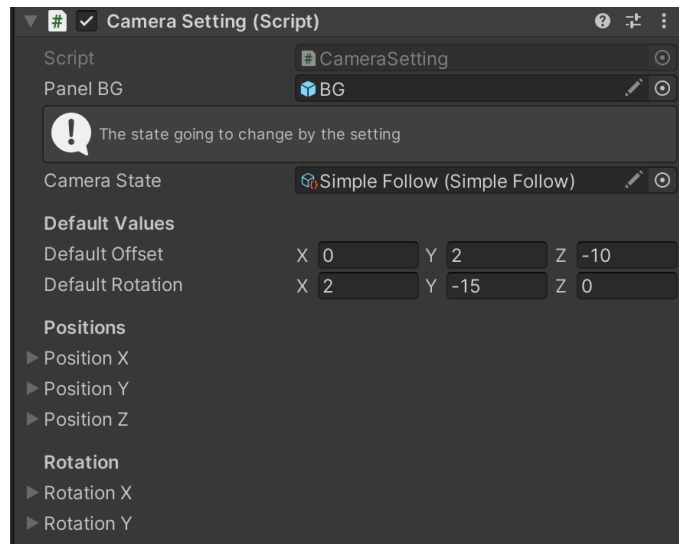 # Camera Setting (Script)
Script # CameraSetting
Panel BG BG
! The state going to change by the setting
Camera State Simple Follow (Simple Follow)
Default Values
Default Offset X 0 Y 2 Z -10
Default Rotation X 2 Y -15 Z 0
Positions
Position X
Position Y
Position Z
Rotation
Rotation X
Rotation Y